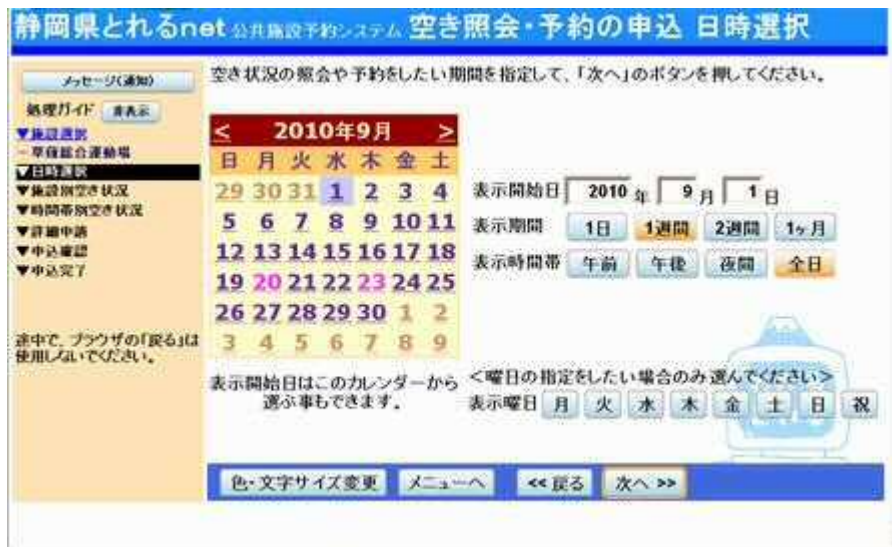 静岡県とれるnet 公共施設予約システム 空き照会・予約の申込 日時選択
メッセージ(通知)
処理ガイド 非表示
▼施設選択
－草薙総合運動場
▼日時選択
▼施設別空き状況
▼時間帯別空き状況
▼詳細申請
▼申込確認
▼申込完了
途中で、ブラウザの「戻る」は
使用しないでください。
空き状況の照会や予約をしたい期間を指定して、「次へ」のボタンを押してください。
< 2010年9月 >
日 月 火 水 木 金 土
29 30 31 1 2 3 4
5 6 7 8 9 10 11
12 13 14 15 16 17 18
19 20 21 22 23 24 25
26 27 28 29 30 1 2
3 4 5 6 7 8 9
表示開始日はこのカレンダーから
選ぶ事もできます。
表示開始日 2010 年 9 月 1 日
表示期間 1日 1週間 2週間 1ヶ月
表示時間帯 午前 午後 夜間 全日
＜曜日の指定をしたい場合のみ選んでください＞
表示曜日 月 火 水 木 金 土 日 祝
色・文字サイズ変更 メニューへ << 戻る 次へ >>